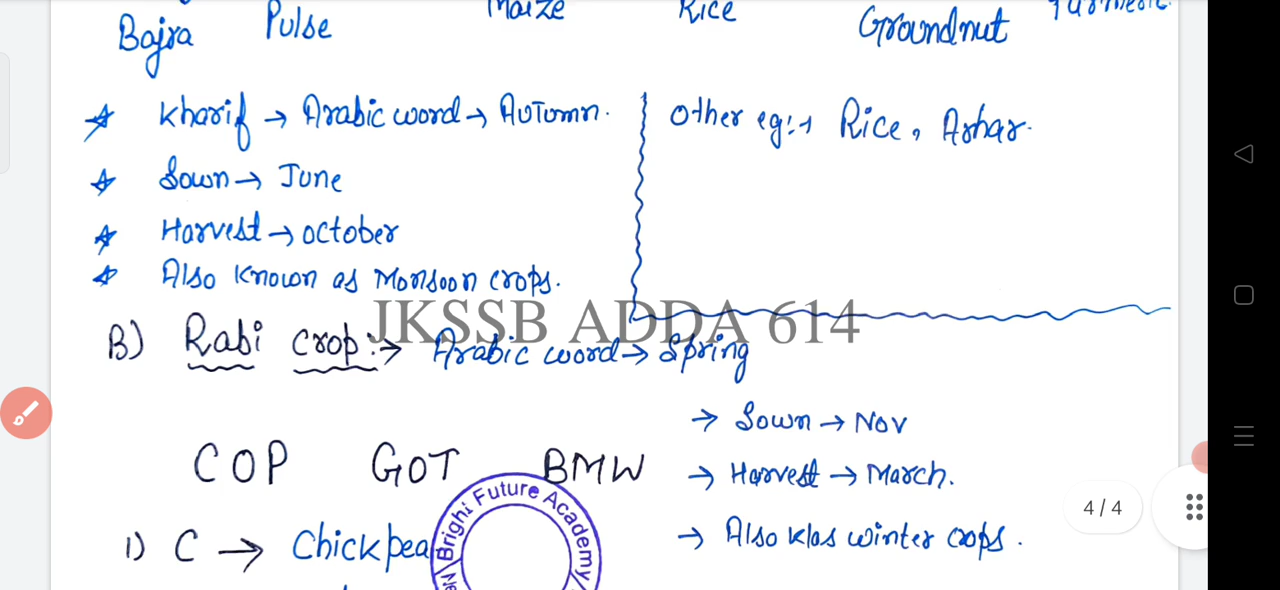 Maize Rice
Bajra Pulse Groundnut Turmeric
☆ Kharif → Arabic word → Autumn.
Other eg:→ Rice, Arhar.
☆ Sown → June
☆ Harvest → October
☆ Also known as Monsoon crops.
JKSSB ADDA 614
B) Rabi crop:→ Arabic word → Spring
→ Sown → Nov
COP GOT BMW
→ Harvest → March.
4/4
1) C → Chickpea
→ Also k/as winter crops.
Bright Future Academy